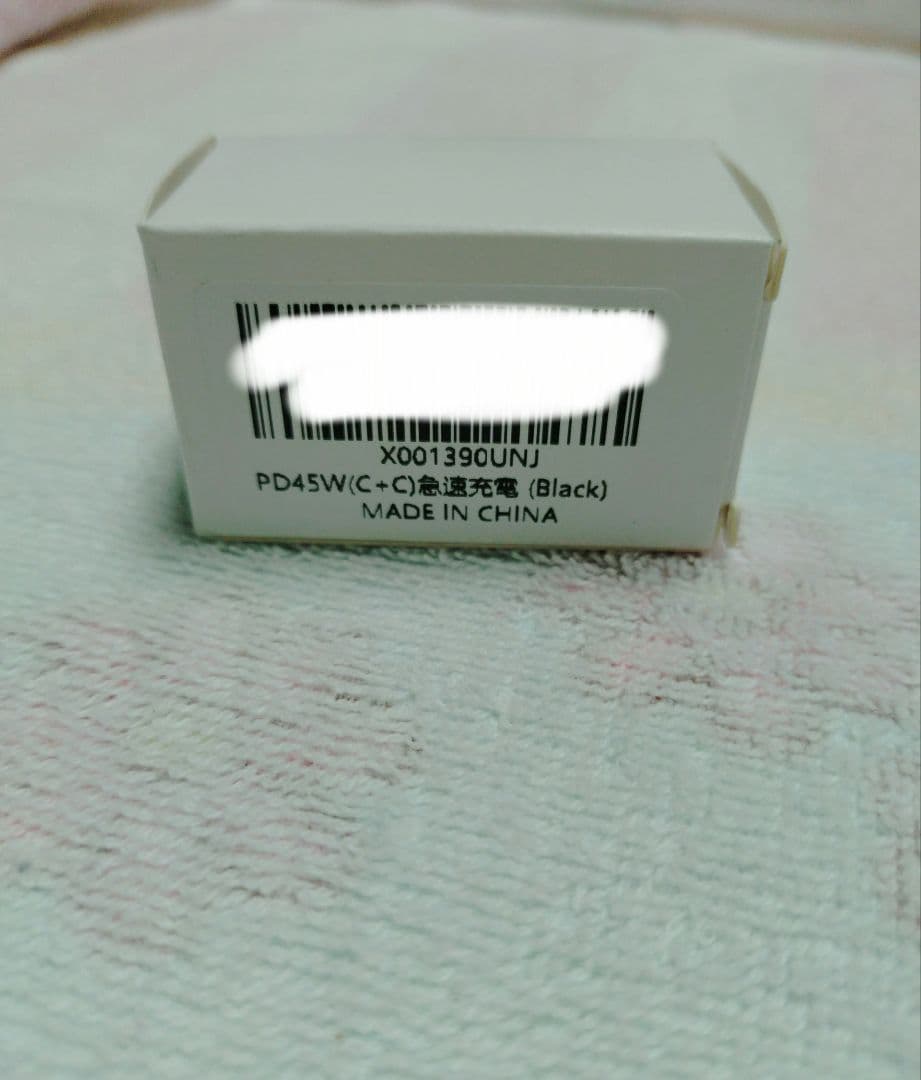 X001390UNJ
PD45W(C+C)急速充電 (Black)
MADE IN CHINA